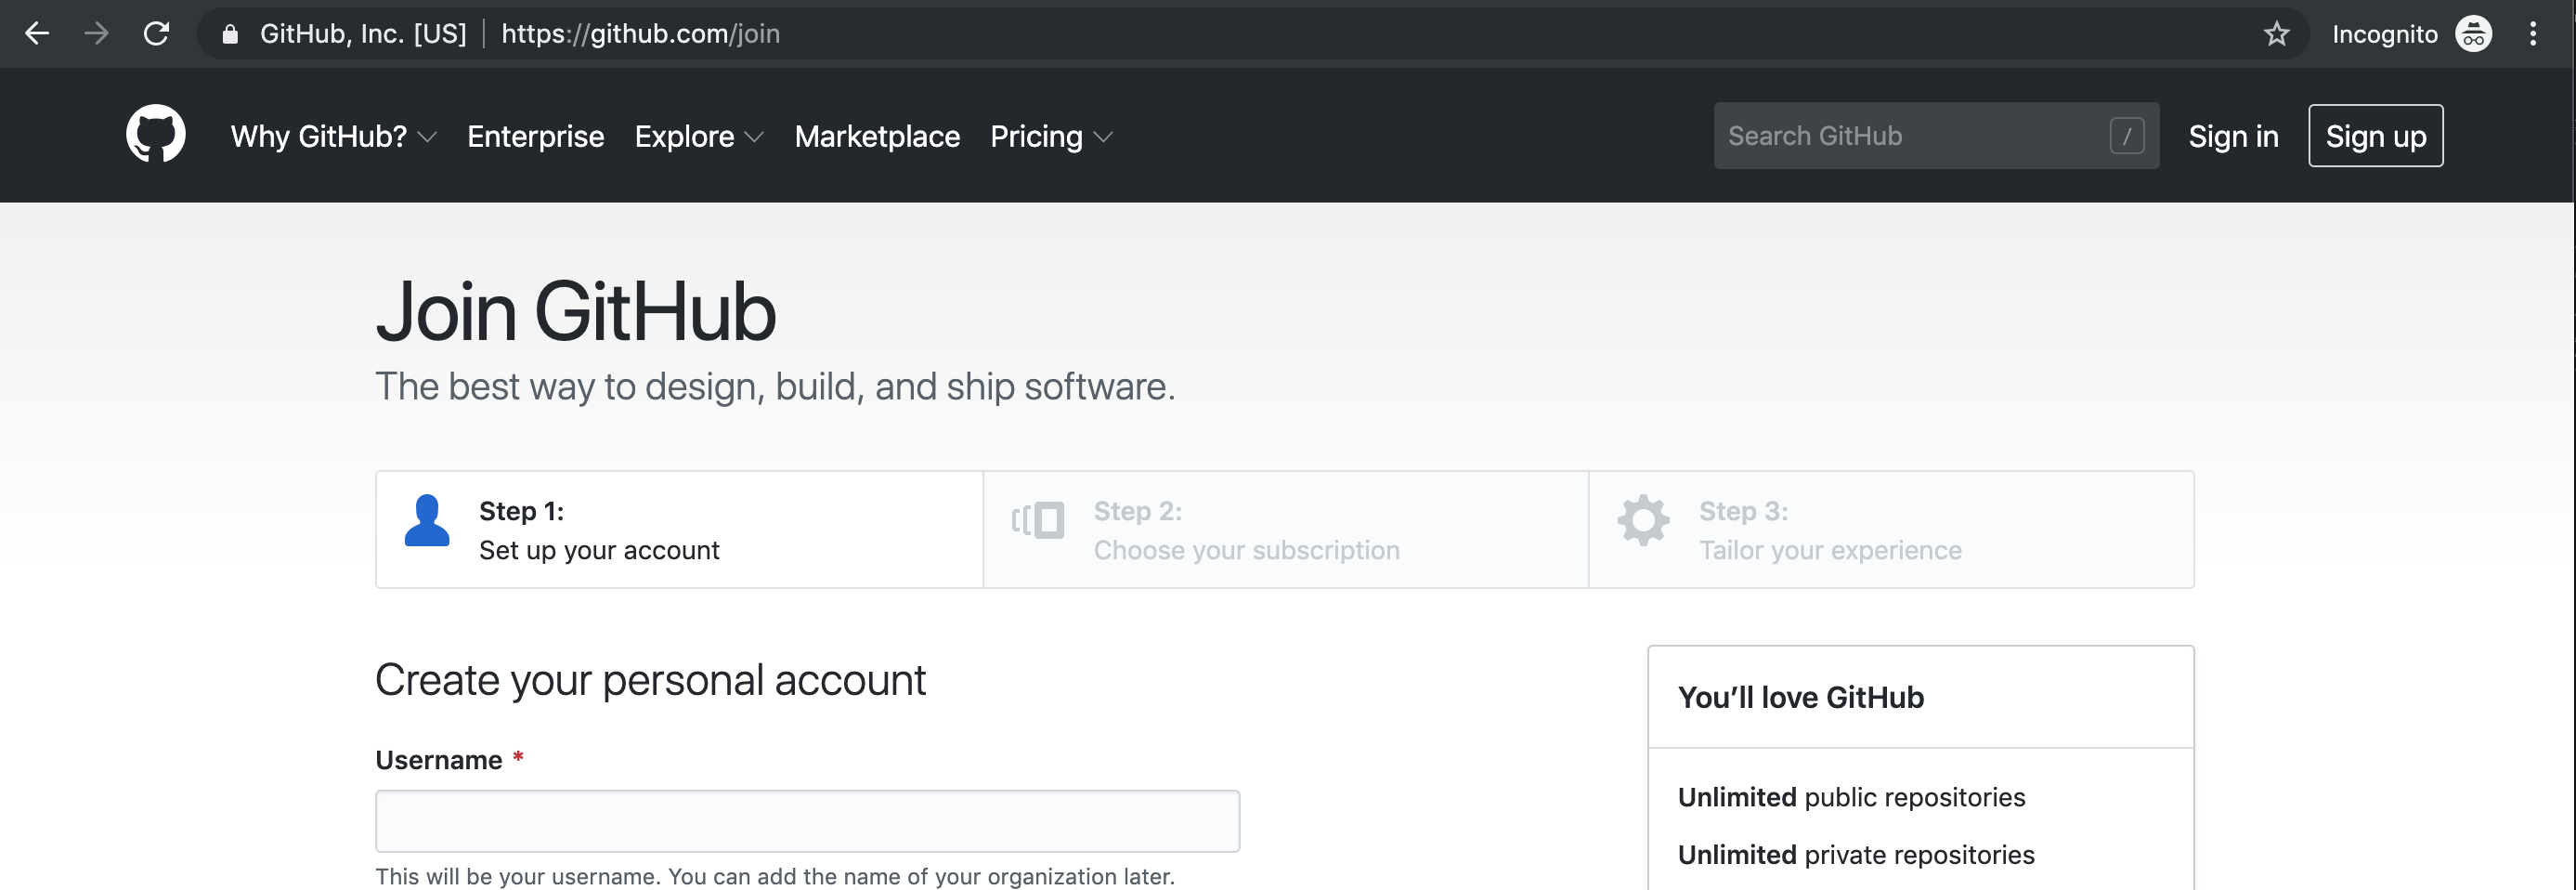 GitHub, Inc. [US] https://github.com/join Incognito
Why GitHub? Enterprise Explore Marketplace Pricing Search GitHub / Sign in Sign up
Join GitHub
The best way to design, build, and ship software.
Step 1:
Set up your account
Step 2:
Choose your subscription
Step 3:
Tailor your experience
Create your personal account
Username *
This will be your username. You can add the name of your organization later.
You’ll love GitHub
Unlimited public repositories
Unlimited private repositories